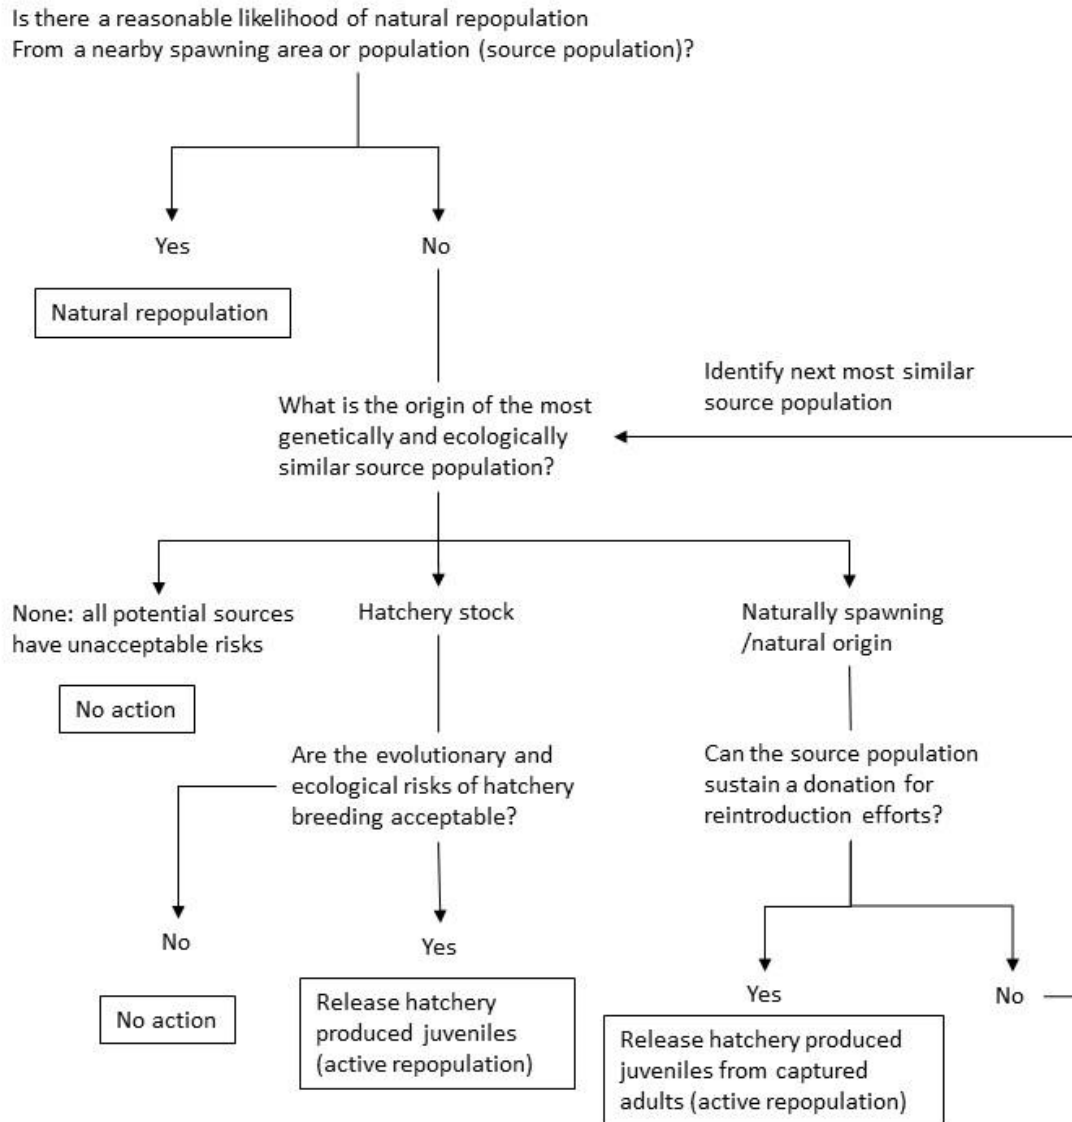 Is there a reasonable likelihood of natural repopulation
From a nearby spawning area or population (source population)?
Yes
No
Natural repopulation
Identify next most similar
source population
What is the origin of the most
genetically and ecologically
similar source population?
None: all potential sources
have unacceptable risks
Hatchery stock
Naturally spawning
/natural origin
No action
Are the evolutionary and
ecological risks of hatchery
breeding acceptable?
Can the source population
sustain a donation for
reintroduction efforts?
No
Yes
Yes
No
No action
Release hatchery
produced juveniles
(active repopulation)
Release hatchery produced
juveniles from captured
adults (active repopulation)